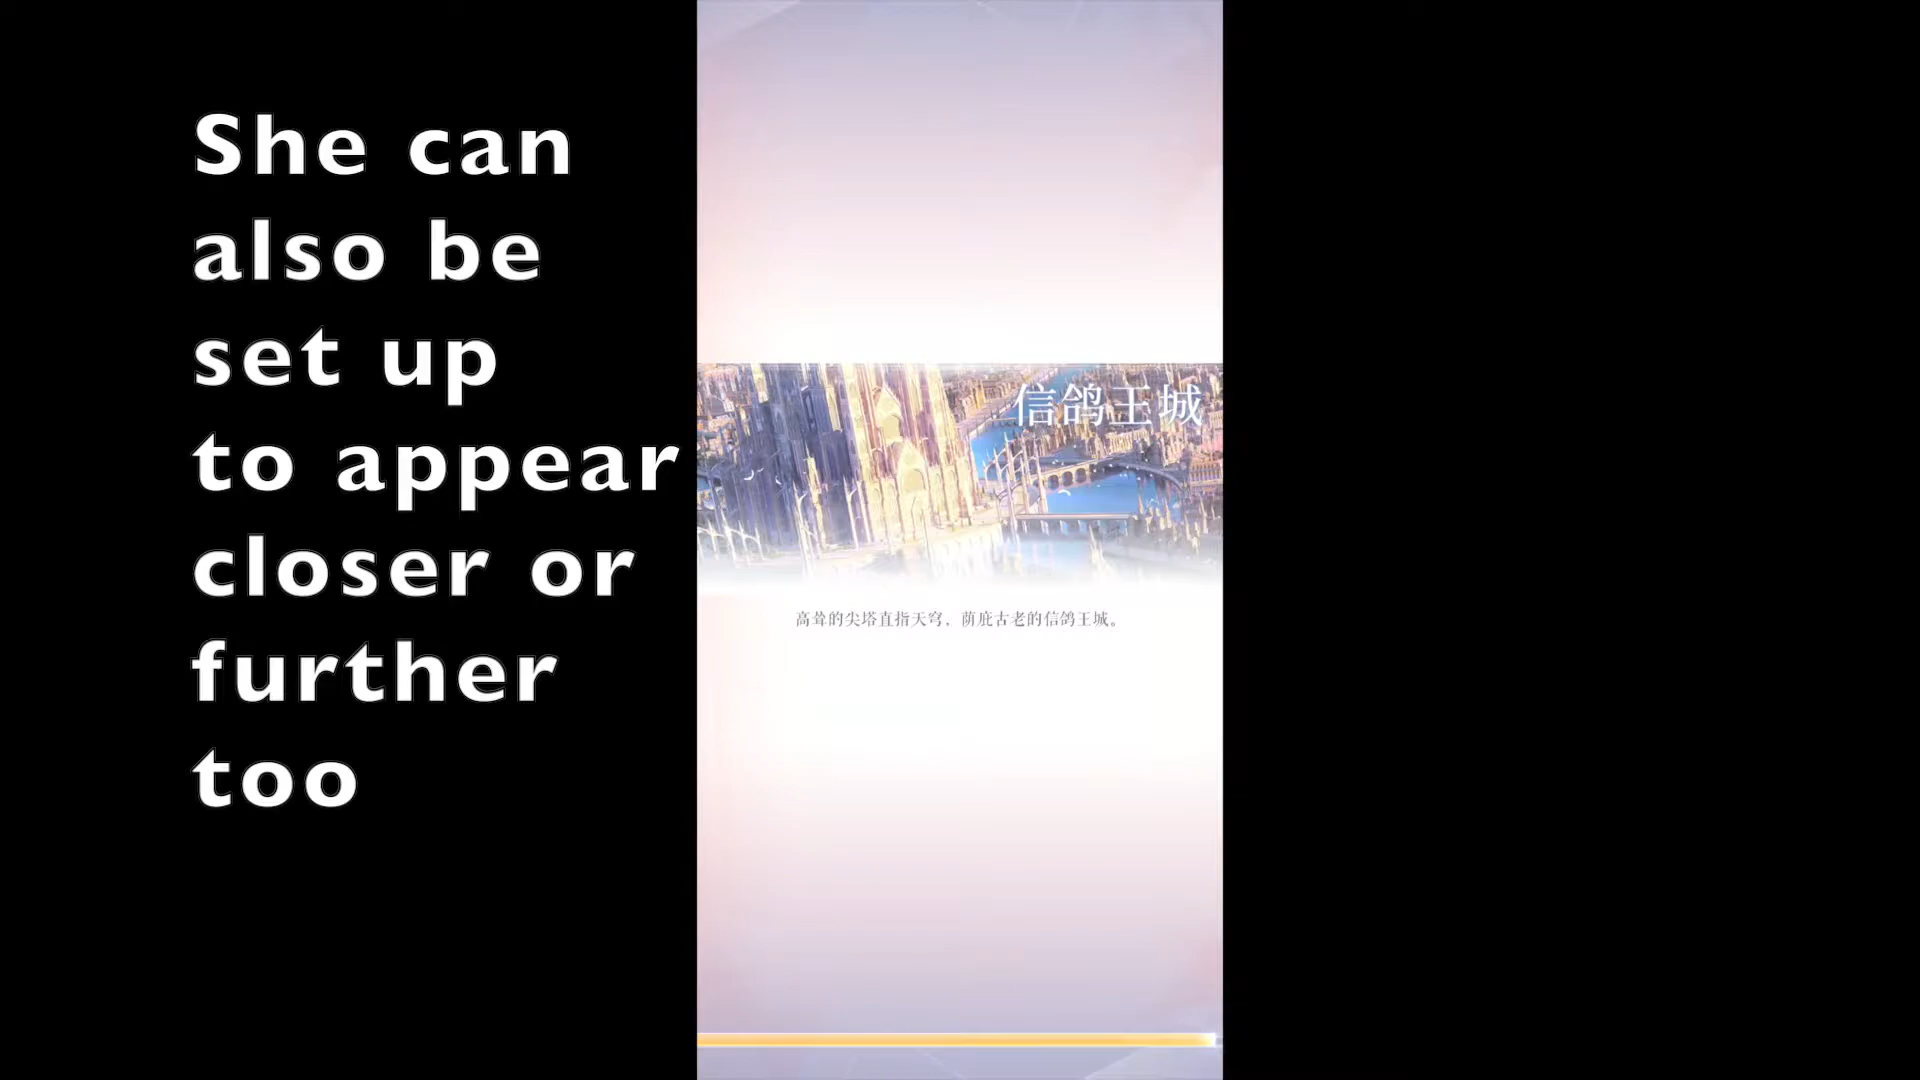 She can
also be
set up
to appear
closer or
further
too
信鸽王城
高耸的尖塔直指天穹，荫庇古老的信鸽王城。